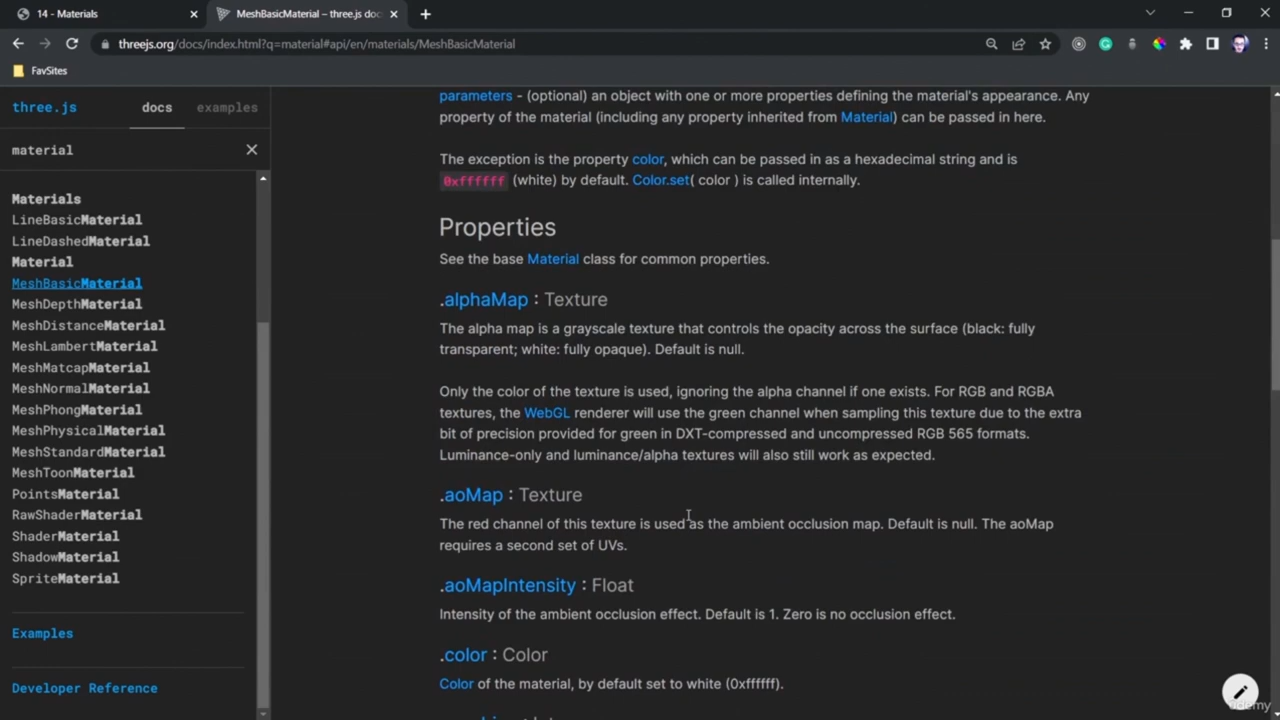 14 - Materials
MeshBasicMaterial – three.js doc
threejs.org/docs/index.html?q=material#api/en/materials/MeshBasicMaterial
FavSites
three.js
docs
examples
material
Materials
LineBasicMaterial
LineDashedMaterial
Material
MeshBasicMaterial
MeshDepthMaterial
MeshDistanceMaterial
MeshLambertMaterial
MeshMatcapMaterial
MeshNormalMaterial
MeshPhongMaterial
MeshPhysicalMaterial
MeshStandardMaterial
MeshToonMaterial
PointsMaterial
RawShaderMaterial
ShaderMaterial
ShadowMaterial
SpriteMaterial
Examples
Developer Reference
parameters - (optional) an object with one or more properties defining the material's appearance. Any
property of the material (including any property inherited from Material) can be passed in here.
The exception is the property color, which can be passed in as a hexadecimal string and is
0xffffff (white) by default. Color.set( color ) is called internally.
Properties
See the base Material class for common properties.
.alphaMap : Texture
The alpha map is a grayscale texture that controls the opacity across the surface (black: fully
transparent; white: fully opaque). Default is null.
Only the color of the texture is used, ignoring the alpha channel if one exists. For RGB and RGBA
textures, the WebGL renderer will use the green channel when sampling this texture due to the extra
bit of precision provided for green in DXT-compressed and uncompressed RGB 565 formats.
Luminance-only and luminance/alpha textures will also still work as expected.
.aoMap : Texture
The red channel of this texture is used as the ambient occlusion map. Default is null. The aoMap
requires a second set of UVs.
.aoMapIntensity : Float
Intensity of the ambient occlusion effect. Default is 1. Zero is no occlusion effect.
.color : Color
Color of the material, by default set to white (0xffffff).